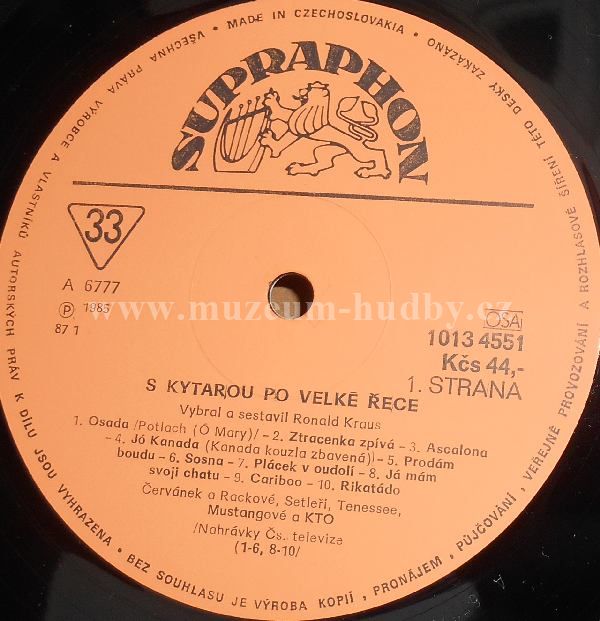 VŠECHNA PRÁVA VÝROBCE A VLASTNÍKŮ AUTORSKÝCH PRÁV K DÍLU JSOU VYHRAZENA • BEZ SOUHLASU JE VÝROBA KOPIÍ, PRONÁJEM, PŮJČOVÁNÍ, VEŘEJNÉ PROVOZOVÁNÍ A ROZHLASOVÉ ŠÍŘENÍ TÉTO DESKY ZAKÁZÁNO • MADE IN CZECHOSLOVAKIA •
SUPRAPHON
33
A 6777
Ⓟ 1985
87 1
www.muzeum-hudby.cz
OSA
1013 4551
Kčs 44,-
1. STRANA
S KYTAROU PO VELKÉ ŘECE
Vybral a sestavil Ronald Kraus
1. Osada /Potlach (Ó Mary)/ – 2. Ztracenka zpívá – 3. Ascalona
– 4. Jó Kanada (Kanada kouzla zbavená)) – 5. Prodám
boudu – 6. Sosna – 7. Plácek v oudolí – 8. Já mám
svoji chatu – 9. Cariboo – 10. Rikatádo
Červánek a Rackové, Setleři, Tenessee,
Mustangové a KTO
/Nahrávky Čs. televize
(1-6, 8-10/